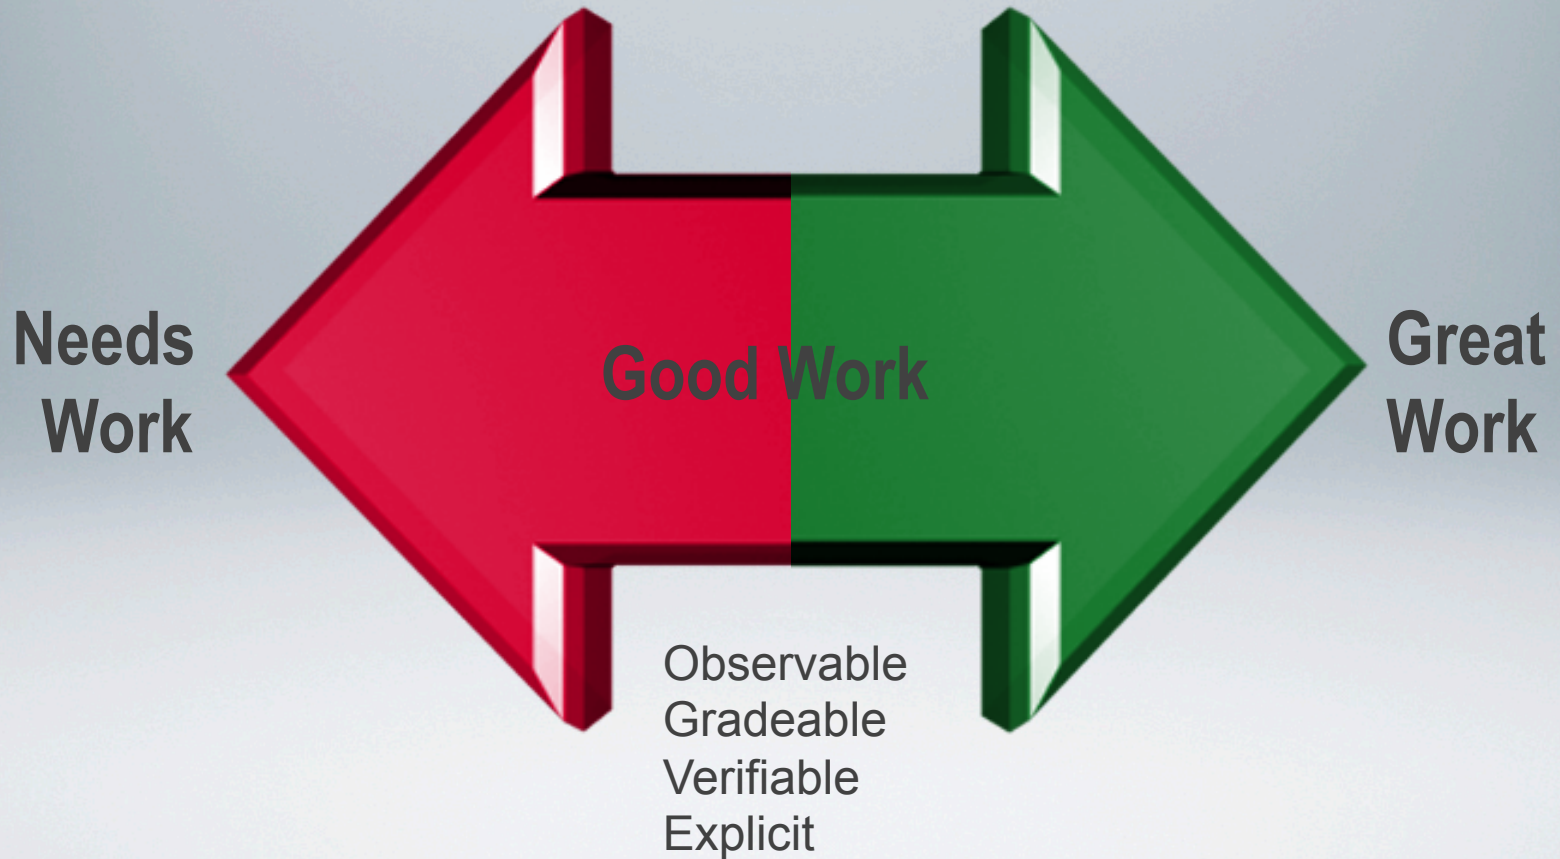 Needs
Work
Good Work
Great
Work
Observable
Gradeable
Verifiable
Explicit